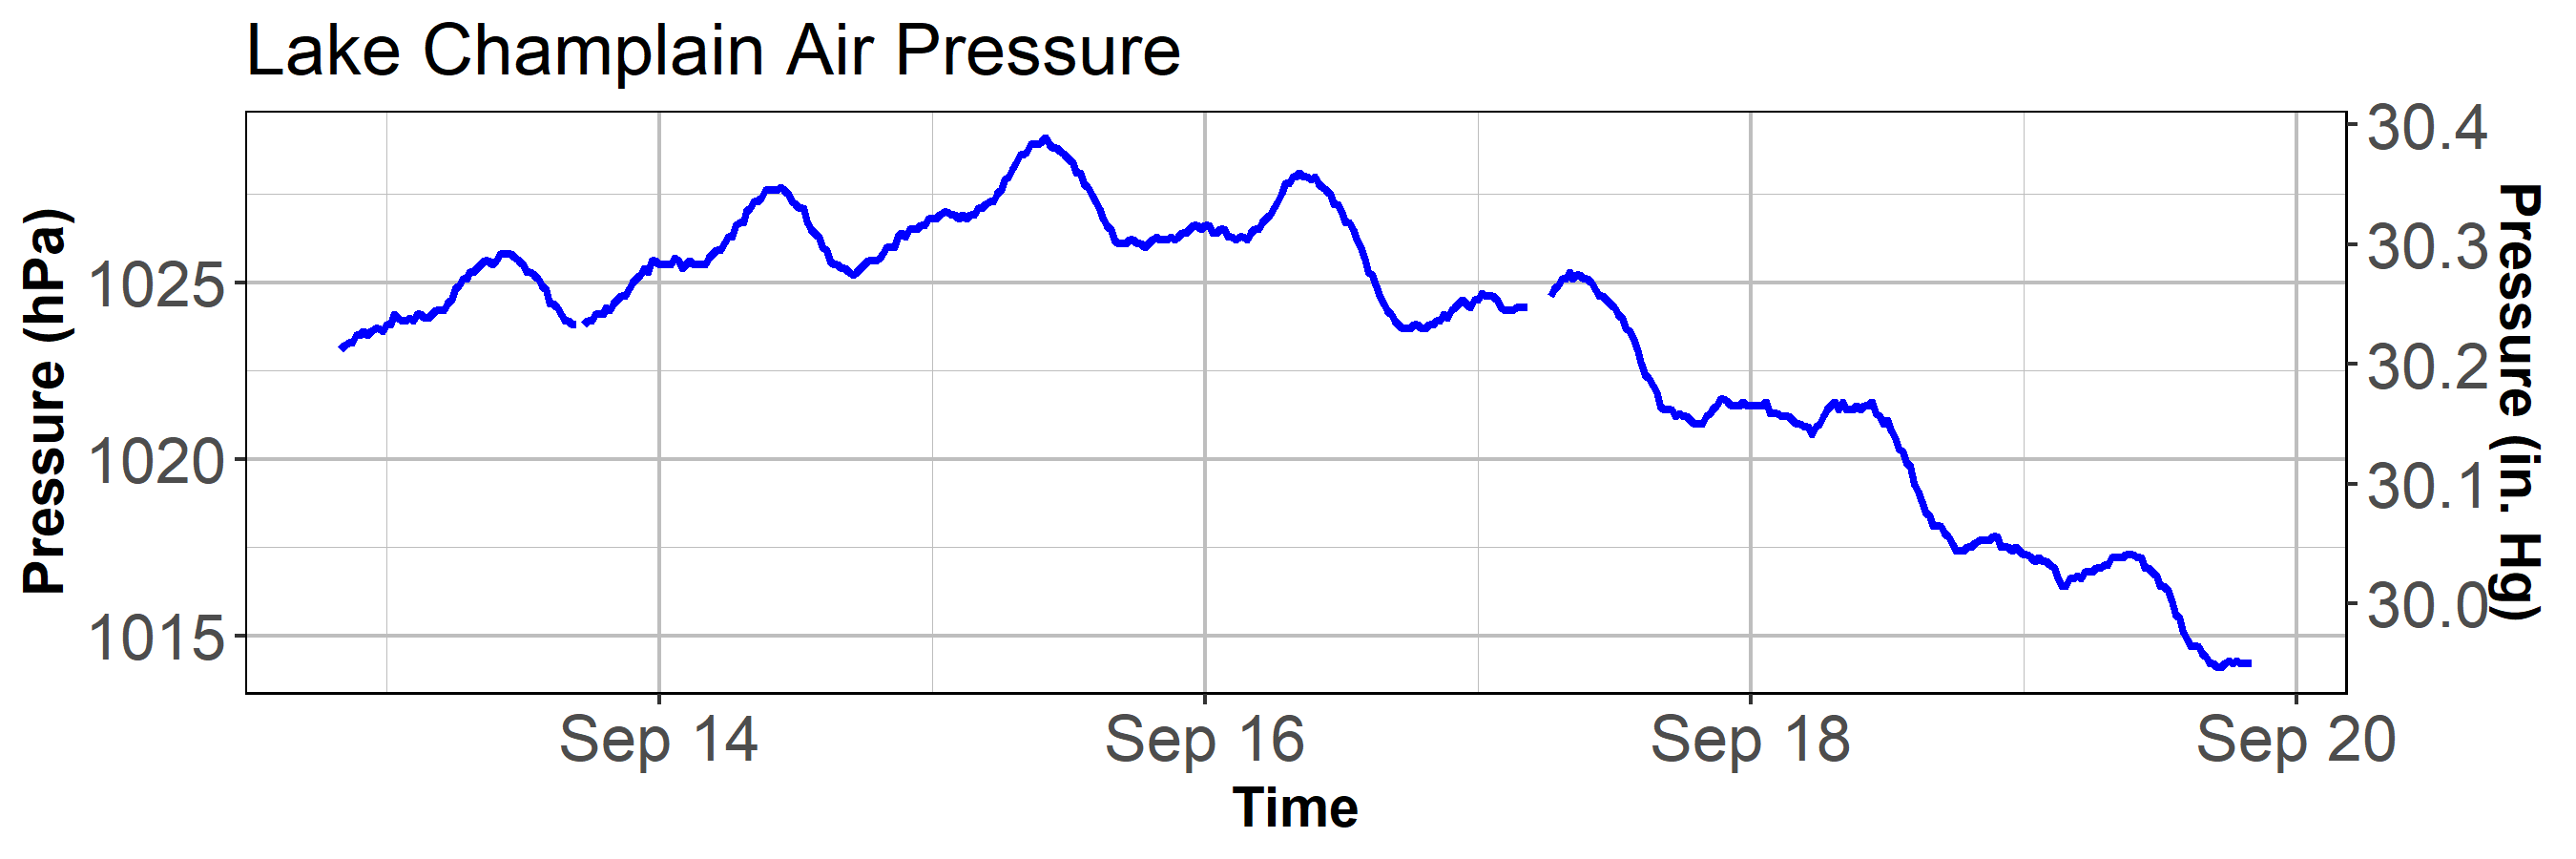 Lake Champlain Air Pressure
Pressure (hPa)
1025
1020
1015
30.4
30.3
30.2
30.1
30.0
Pressure (in. Hg)
Sep 14
Sep 16
Sep 18
Sep 20
Time